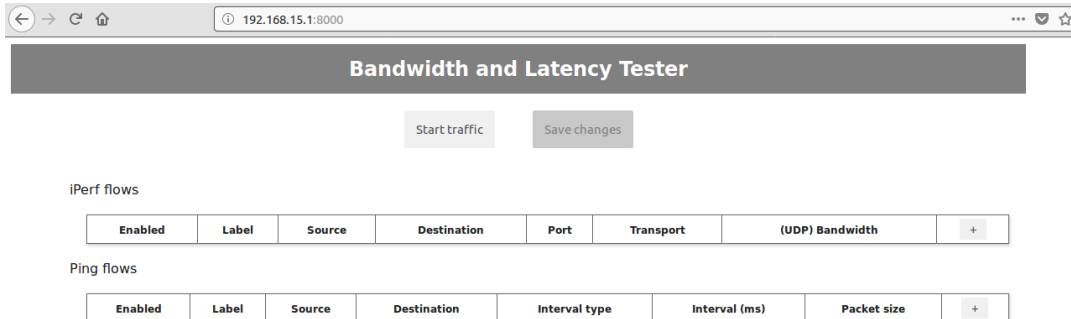 192.168.15.1:8000
Bandwidth and Latency Tester
Start traffic Save changes
iPerf flows
Enabled Label Source Destination Port Transport (UDP) Bandwidth +
Ping flows
Enabled Label Source Destination Interval type Interval (ms) Packet size +